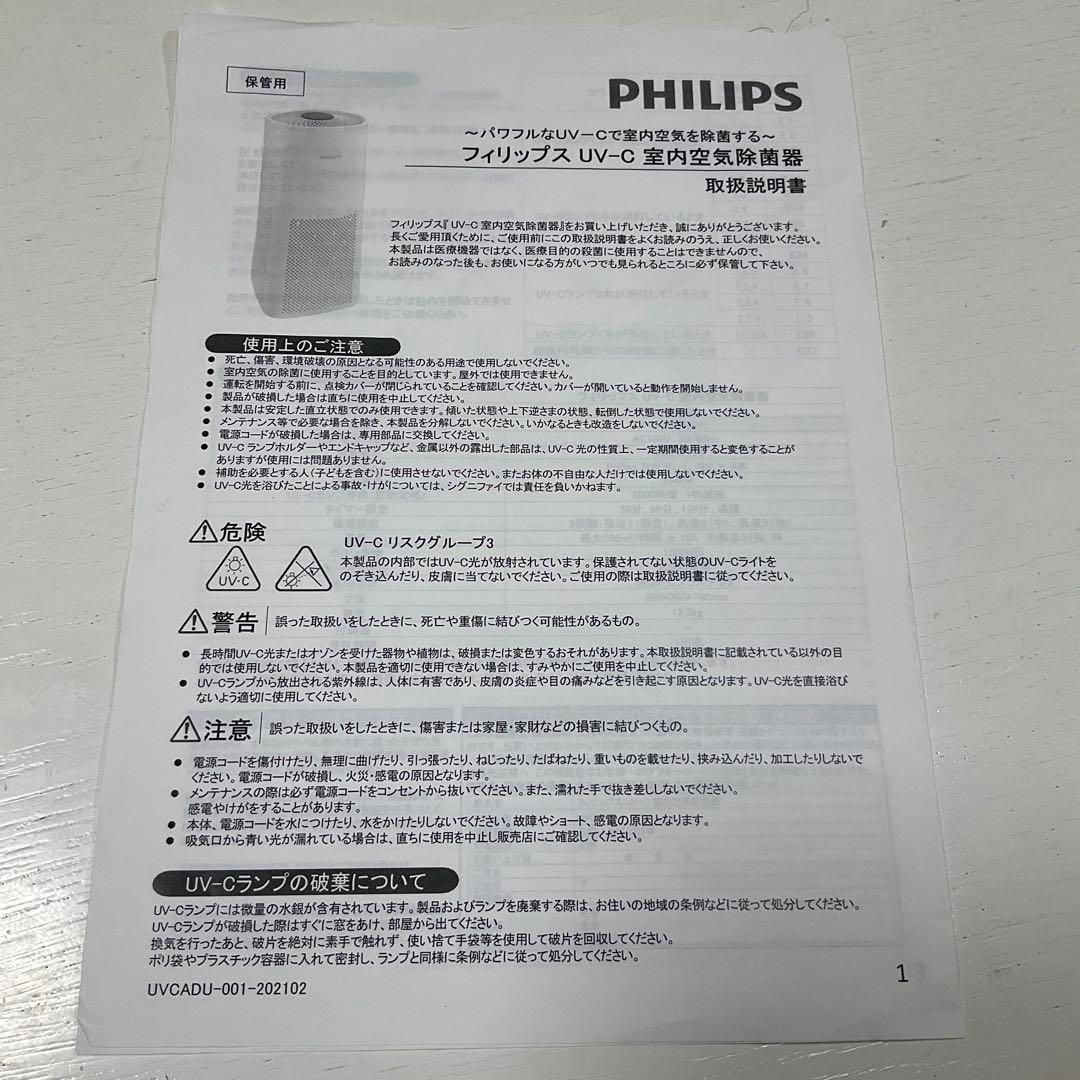 保管用
PHILIPS
～パワフルなUV－Cで室内空気を除菌する～
フィリップス UV-C 室内空気除菌器
取扱説明書
フィリップス『UV-C 室内空気除菌器』をお買い上げいただき、誠にありがとうございます。
長くご愛用頂くために、ご使用前にこの取扱説明書をよくお読みのうえ、正しくお使いください。
本製品は医療機器ではなく、医療目的の殺菌に使用することはできませんので、
お読みのなった後も、お使いになる方がいつでも見られるところに必ず保管して下さい。
使用上のご注意
● 死亡、傷害、環境破壊の原因となる可能性のある用途で使用しないでください。
● 室内空気の除菌に使用することを目的としています。屋外では使用できません。
● 運転を開始する前に、点検カバーが閉じられていることを確認してください。カバーが開いていると動作を開始しません。
● 製品が破損した場合は直ちに使用を中止してください。
● 本製品は安定した直立状態でのみ使用できます。傾いた状態や上下逆さまの状態、転倒した状態で使用しないでください。
● メンテナンス等で必要な場合を除き、本製品を分解しないでください。いかなるときも改造をしないでください。
● 電源コードが破損した場合は、専用部品に交換してください。
● UV-C ランプホルダーやエンドキャップなど、金属以外の露出した部品は、UV-C 光の性質上、一定期間使用すると変色することが
ありますが使用には問題ありません。
● 補助を必要とする人（子どもを含む）に使用させないでください。またお体の不自由な人だけでは使用しないでください。
● UV-C光を浴びたことによる事故・けがについては、シグニファイでは責任を負いかねます。
危険
UV-C リスクグループ3
UV-C
本製品の内部ではUV-C光が放射されています。保護されてない状態のUV-Cライトを
のぞき込んだり、皮膚に当てないでください。ご使用の際は取扱説明書に従ってください。
警告 誤った取扱いをしたときに、死亡や重傷に結びつく可能性があるもの。
● 長時間UV-C光またはオゾンを受けた器物や植物は、破損または変色するおそれがあります。本取扱説明書に記載されている以外の目
的では使用しないでください。本製品を適切に使用できない場合は、すみやかにご使用を中止してください。
● UV-Cランプから放出される紫外線は、人体に有害であり、皮膚の炎症や目の痛みなどを引き起こす原因となります。UV-C光を直接浴び
ないよう適切に使用してください。
注意 誤った取扱いをしたときに、傷害または家屋・家財などの損害に結びつくもの。
● 電源コードを傷付けたり、無理に曲げたり、引っ張ったり、ねじったり、たばねたり、重いものを載せたり、挟み込んだり、加工したりしないで
ください。電源コードが破損し、火災・感電の原因となります。
● メンテナンスの際は必ず電源コードをコンセントから抜いてください。また、濡れた手で抜き差ししないでください。
感電やけがをすることがあります。
● 本体、電源コードを水につけたり、水をかけたりしないでください。故障やショート、感電の原因となります。
● 吸気口から青い光が漏れている場合は、直ちに使用を中止し販売店にご確認してください。
UV-Cランプの破棄について
UV-Cランプには微量の水銀が含有されています。製品およびランプを廃棄する際は、お住いの地域の条例などに従って処分してください。
UV-Cランプが破損した際はすぐに窓をあけ、部屋から出てください。
換気を行ったあと、破片を絶対に素手で触れず、使い捨て手袋等を使用して破片を回収してください。
ポリ袋やプラスチック容器に入れて密封し、ランプと同様に条例などに従って処分してください。
UVCADU-001-202102
1